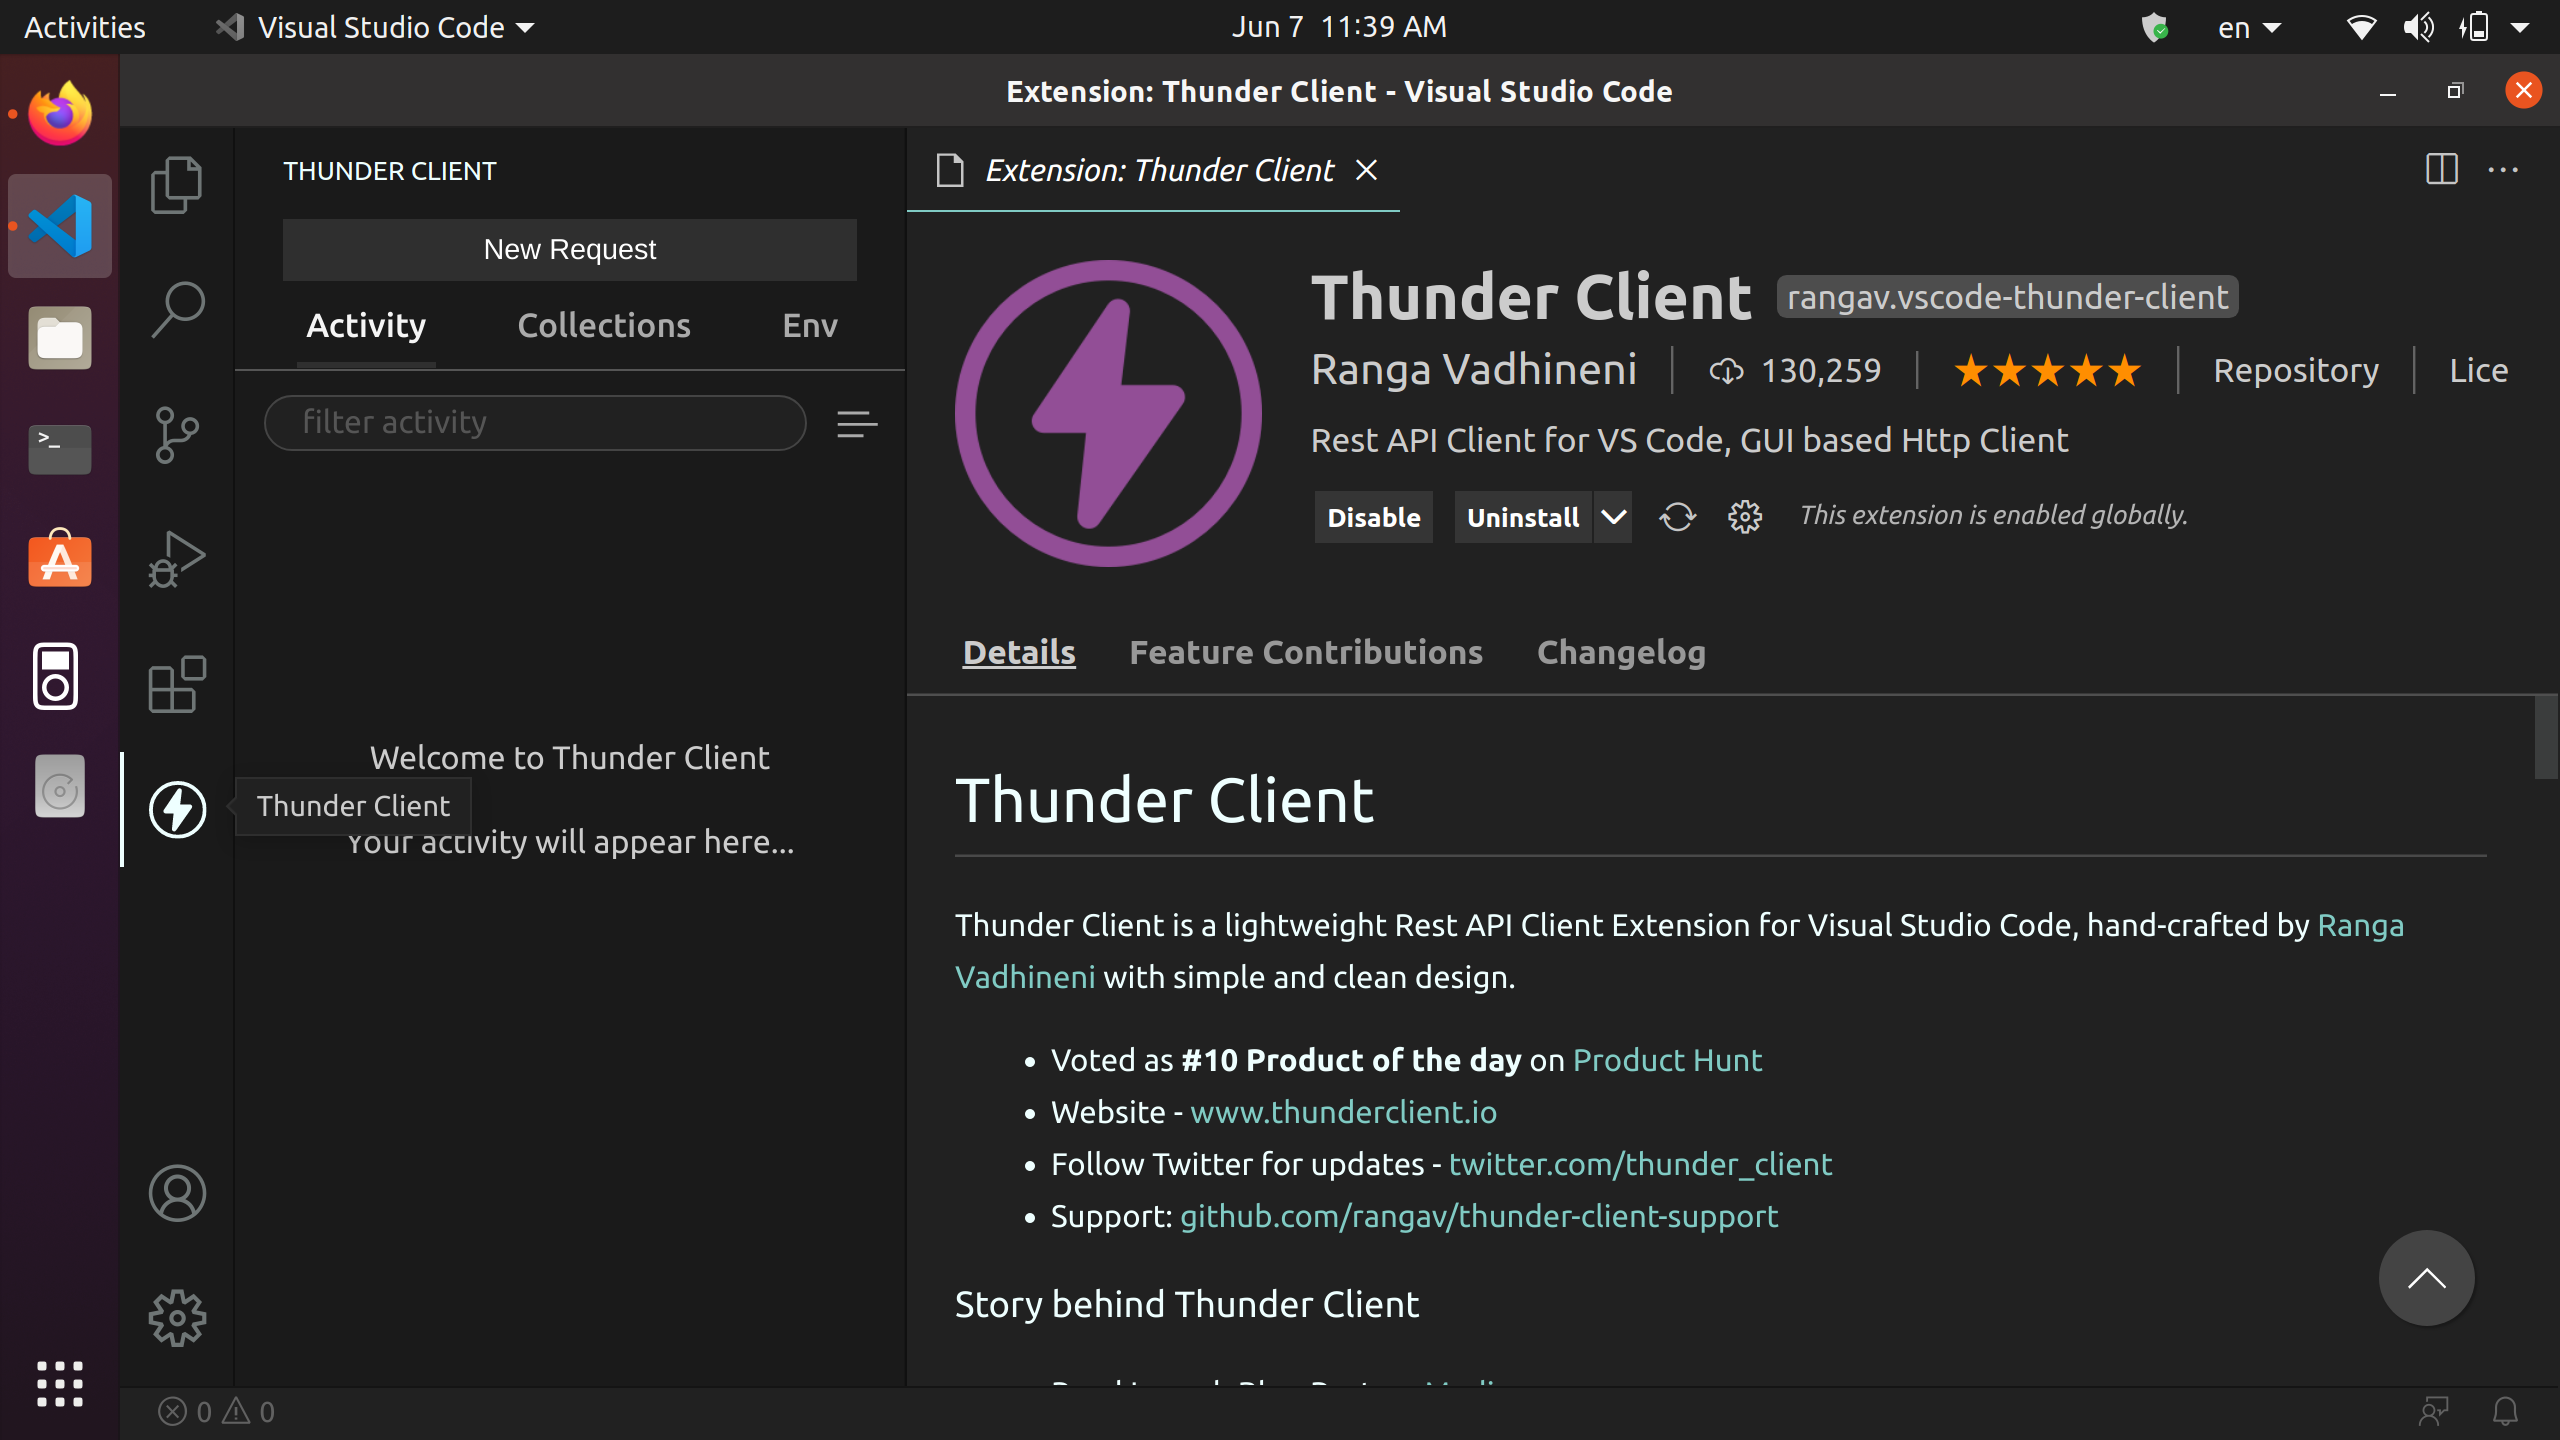 Activities
Visual Studio Code
Jun 7 11:39 AM
en
Extension: Thunder Client - Visual Studio Code
THUNDER CLIENT
New Request
Activity Collections Env
filter activity
Welcome to Thunder Client
Thunder Client
Your activity will appear here...
Extension: Thunder Client
Thunder Client rangav.vscode-thunder-client
Ranga Vadhineni 130,259 Repository Lice
Rest API Client for VS Code, GUI based Http Client
Disable Uninstall This extension is enabled globally.
Details Feature Contributions Changelog
Thunder Client
Thunder Client is a lightweight Rest API Client Extension for Visual Studio Code, hand-crafted by Ranga
Vadhineni with simple and clean design.
• Voted as #10 Product of the day on Product Hunt
• Website - www.thunderclient.io
• Follow Twitter for updates - twitter.com/thunder_client
• Support: github.com/rangav/thunder-client-support
Story behind Thunder Client
0 0